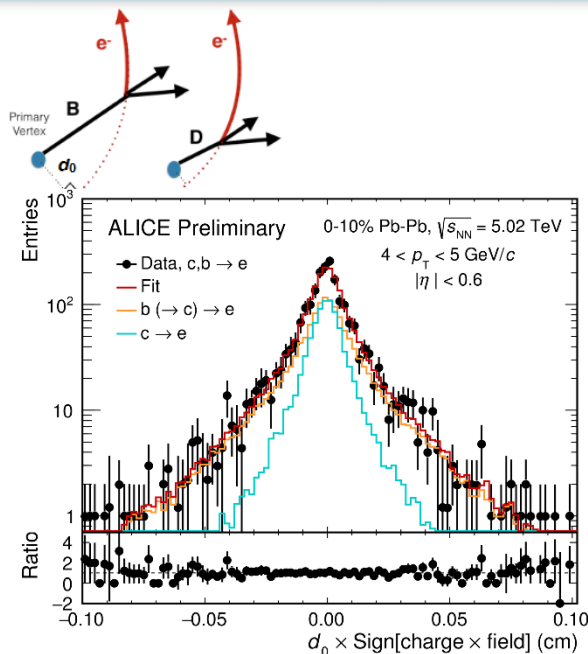 e⁻
e⁻
B
D
Primary
Vertex
d₀
ALICE Preliminary
0-10% Pb-Pb, √s_NN = 5.02 TeV
4 < p_T < 5 GeV/c
|η| < 0.6
Data, c,b → e
Fit
b (→ c) → e
c → e
Entries
10³
10²
10
1
Ratio
4
2
0
−2
−0.10
−0.05
0.00
0.05
0.10
d₀ × Sign[charge × field] (cm)